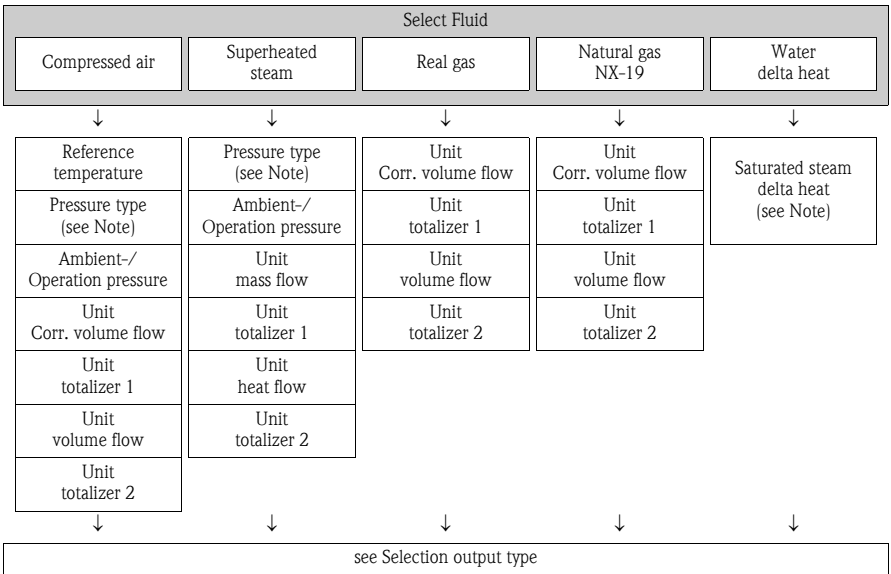 Select Fluid
Compressed air
Superheated
steam
Real gas
Natural gas
NX-19
Water
delta heat
↓ ↓ ↓ ↓ ↓
Reference
temperature
Pressure type
(see Note)
Ambient-/
Operation pressure
Unit
Corr. volume flow
Unit
totalizer 1
Unit
volume flow
Unit
totalizer 2
Pressure type
(see Note)
Ambient-/
Operation pressure
Unit
mass flow
Unit
totalizer 1
Unit
heat flow
Unit
totalizer 2
Unit
Corr. volume flow
Unit
totalizer 1
Unit
volume flow
Unit
totalizer 2
Unit
Corr. volume flow
Unit
totalizer 1
Unit
volume flow
Unit
totalizer 2
Saturated steam
delta heat
(see Note)
↓ ↓ ↓ ↓ ↓
see Selection output type